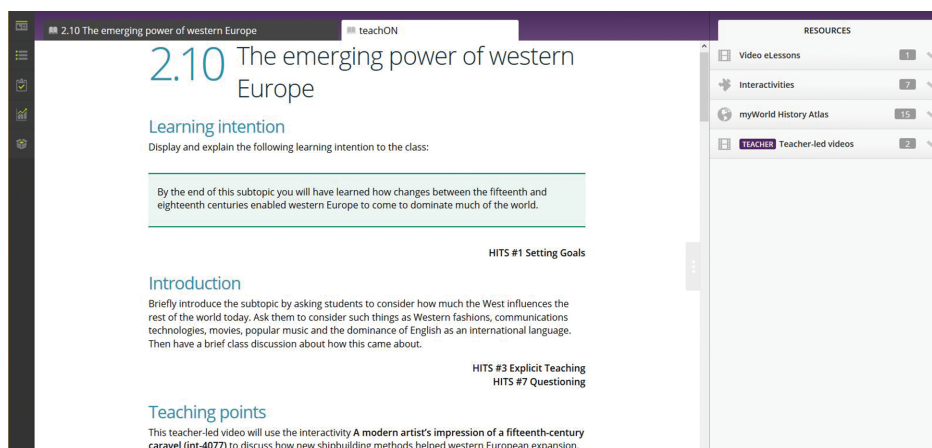 2.10 The emerging power of western Europe
teachON
2.10 The emerging power of western
Europe
Learning intention
Display and explain the following learning intention to the class:
By the end of this subtopic you will have learned how changes between the fifteenth and
eighteenth centuries enabled western Europe to come to dominate much of the world.
HITS #1 Setting Goals
Introduction
Briefly introduce the subtopic by asking students to consider how much the West influences the
rest of the world today. Ask them to consider such things as Western fashions, communications
technologies, movies, popular music and the dominance of English as an international language.
Then have a brief class discussion about how this came about.
HITS #3 Explicit Teaching
HITS #7 Questioning
Teaching points
This teacher-led video will use the interactivity A modern artist's impression of a fifteenth-century
caravel (int-4077) to discuss how new shipbuilding methods helped western European expansion.
RESOURCES
Video eLessons 1
Interactivities 7
myWorld History Atlas 15
TEACHER Teacher-led videos 2